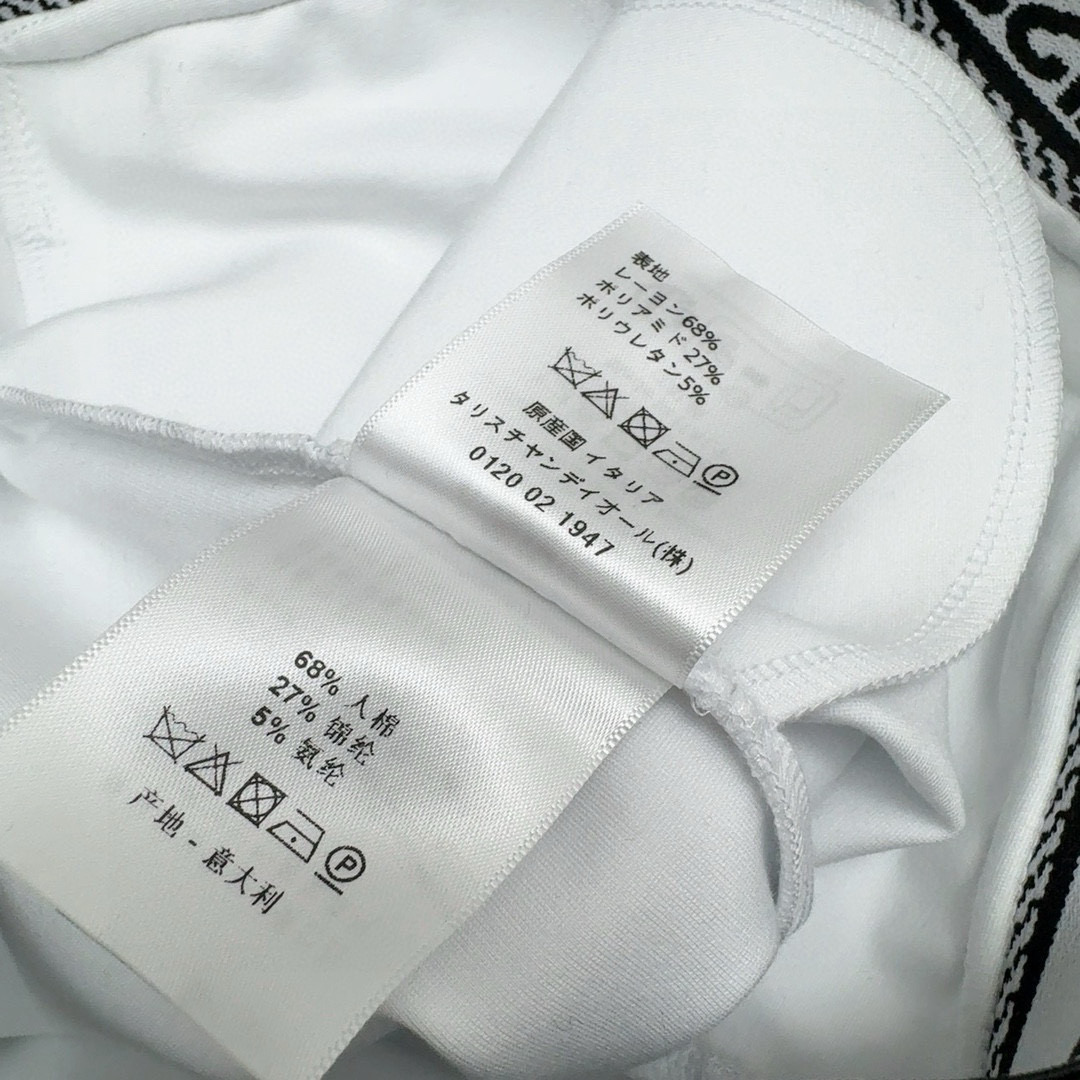 表地
レーヨン68%
ポリアミド27%
ポリウレタン5%
P
原産国 イタリア
タリスチャンデイオール(株)
0120 02 1947
68% 人棉
27% 锦纶
5% 氨纶
P
产地 - 意大利